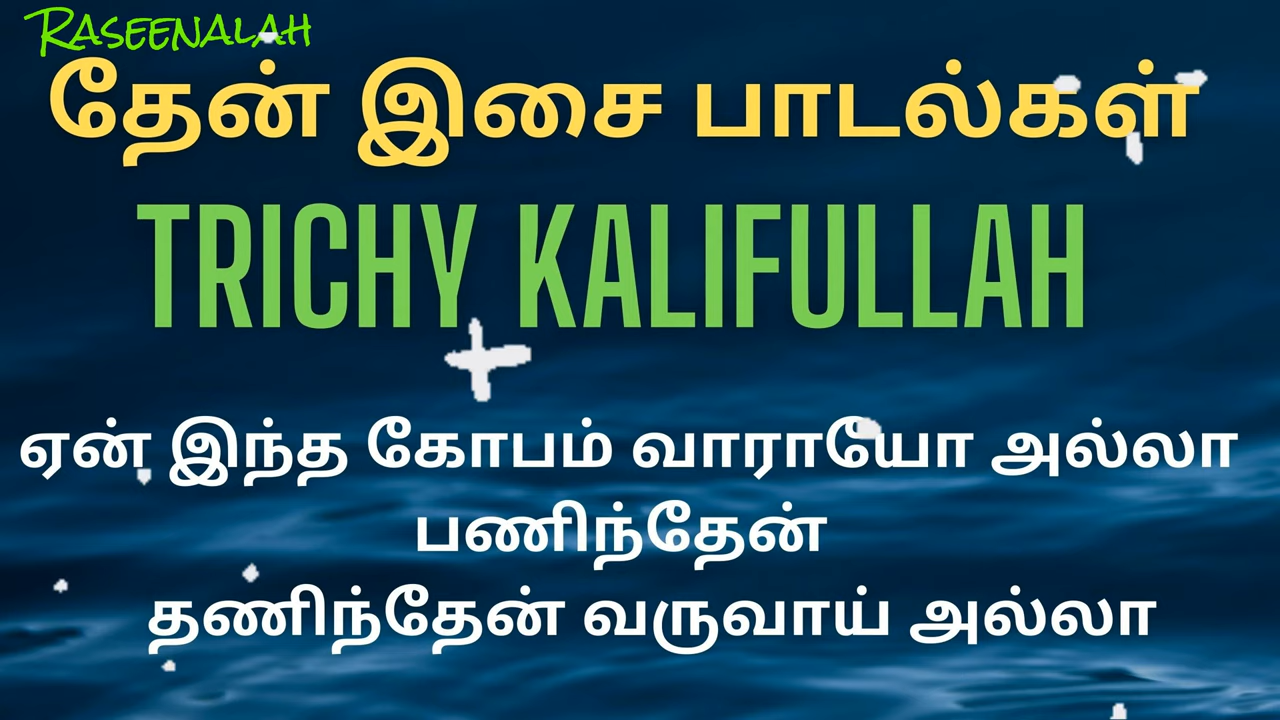 RASEENALAH
தேன் இசை பாடல்கள்
TRICHY KALIFULLAH
ஏன் இந்த கோபம் வாராயோ அல்லா
பணிந்தேன்
தணிந்தேன் வருவாய் அல்லா